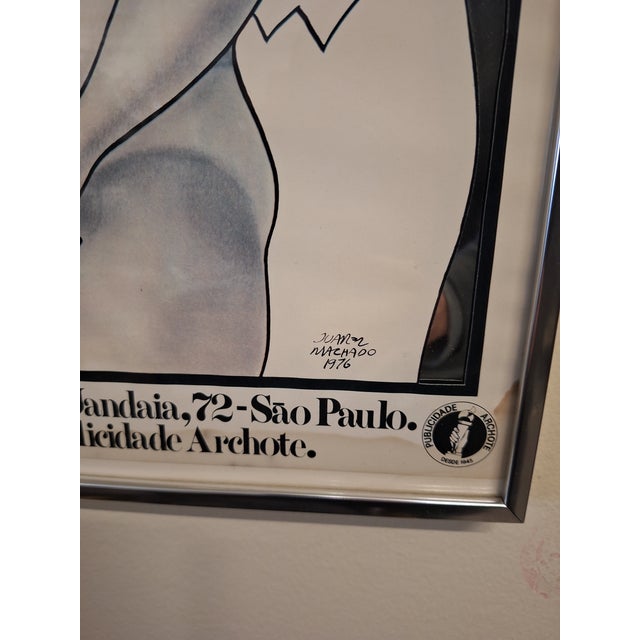 JUAREZ
MACHADO
1976
Jandaia, 72-São Paulo.
licidade Archote.
PUBLICIDADE ARCHOTE
DESDE 1945